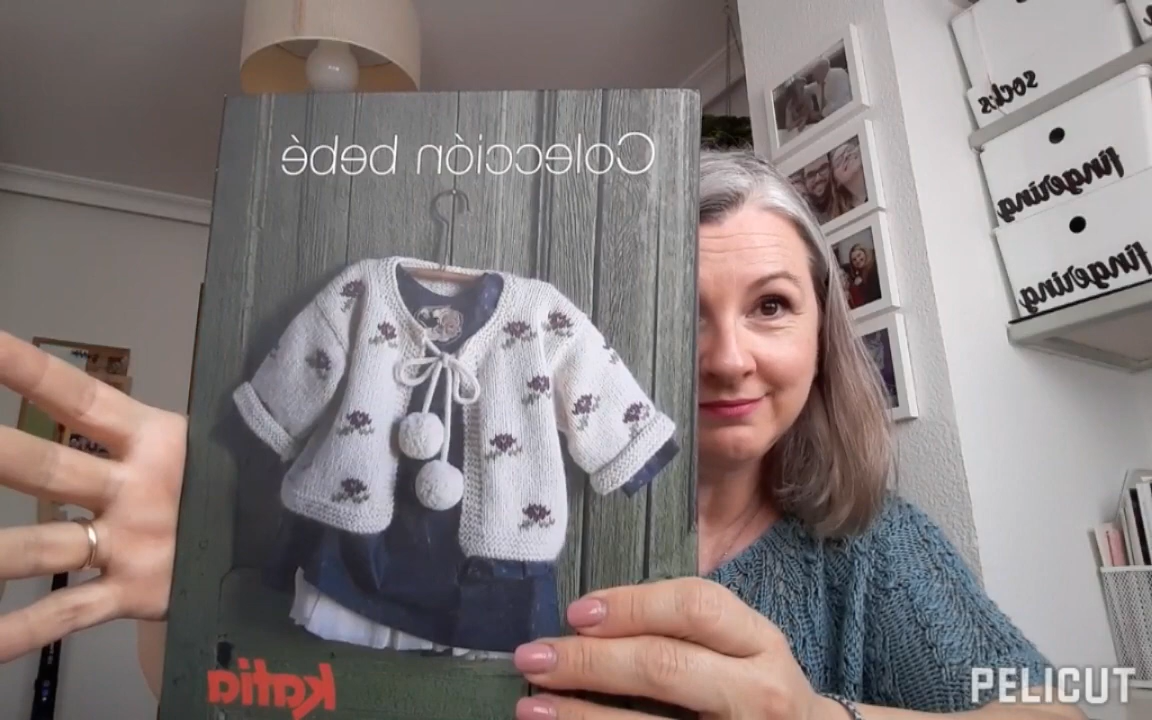 Colección bebé
katia
socks
fingering
fingering
PELICUT